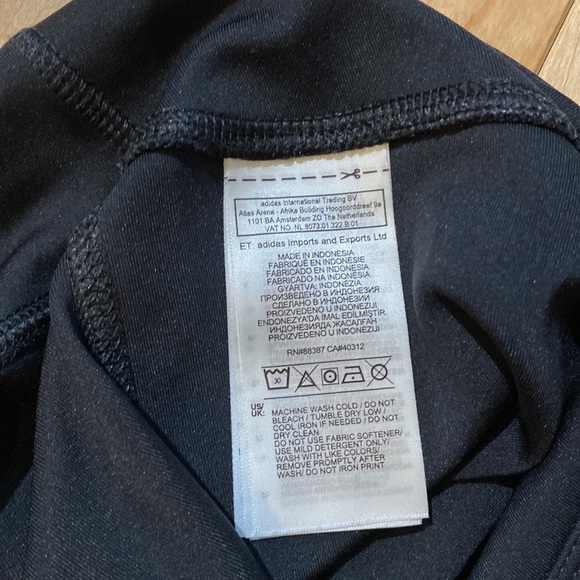 adidas International Trading BV
Atlas Arena - Afrika Building Hoogoorddreef 9a
1101 BA Amsterdam ZO The Netherlands
VAT NO. NL 8073.01.322.B.01
ET: adidas Imports and Exports Ltd
MADE IN INDONESIA
FABRIQUÉ EN INDONÉSIE
FABRICADO EN INDONESIA
FABRICADO NA INDONÉSIA
GYÁRTVA: INDONÉZIA
ПРОИЗВЕДЕНО В ИНДОНЕЗИЯ
СДЕЛАНО В ИНДОНЕЗИИ
PROIZVEDENO U INDONEZIJI
ENDONEZYA'DA İMAL EDİLMİŞTİR.
ИНДОНЕЗИЯДА ЖАСАЛҒАН
PROIZVEDENO U INDONEZIJI
RN#88387 CA#40312
30
US/
UK: MACHINE WASH COLD / DO NOT
BLEACH / TUMBLE DRY LOW /
COOL IRON IF NEEDED / DO NOT
DRY CLEAN
DO NOT USE FABRIC SOFTENER/
USE MILD DETERGENT ONLY/
WASH WITH LIKE COLORS/
REMOVE PROMPTLY AFTER
WASH/ DO NOT IRON PRINT